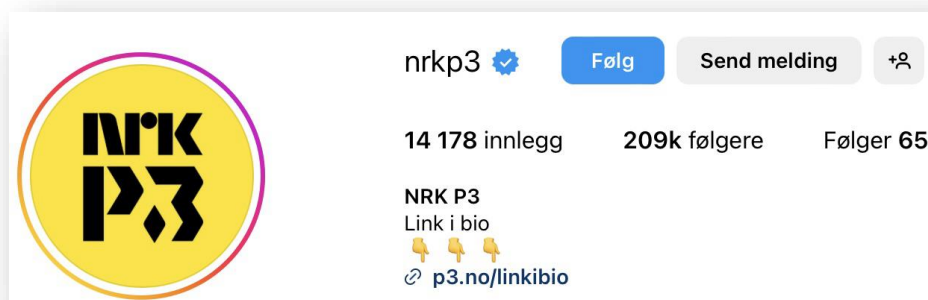 nrk
P3
nrkp3 Følg Send melding
14 178 innlegg 209k følgere Følger 65
NRK P3
Link i bio
👇 👇 👇
p3.no/linkibio